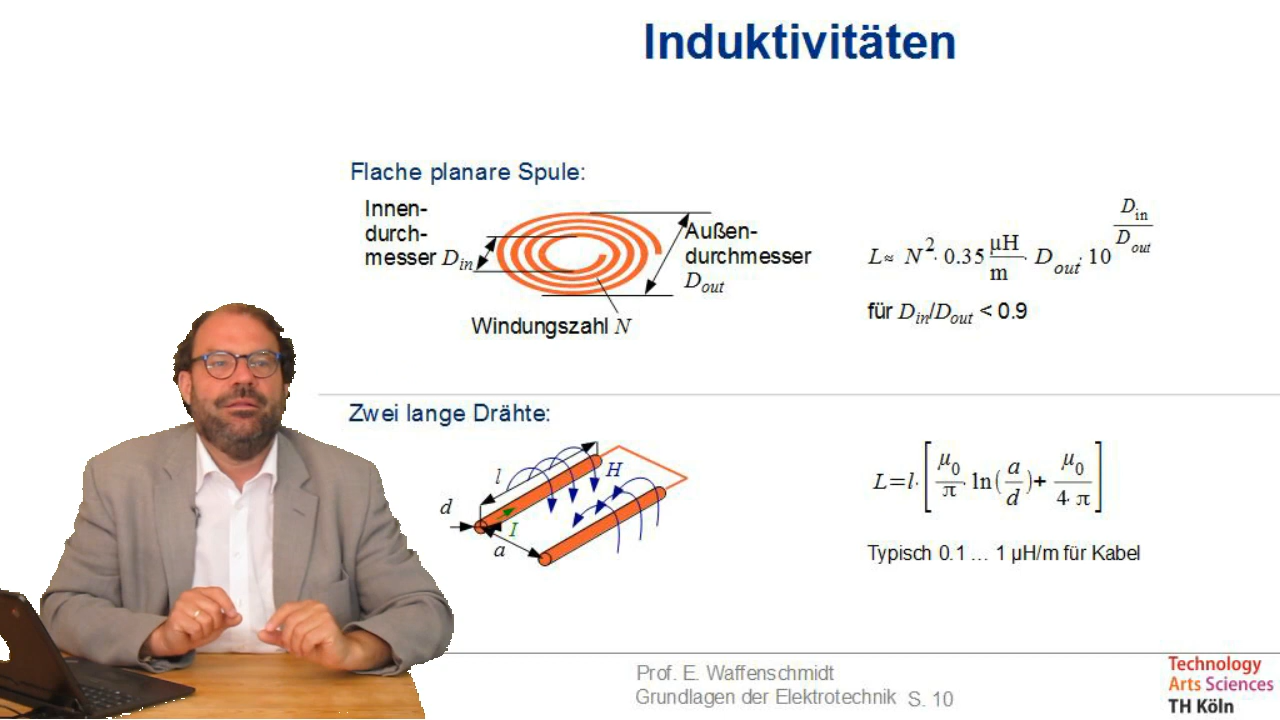 Induktivitäten
Flache planare Spule:
Innen-
durch-
messer D_in
Außen-
durchmesser
D_out
Windungszahl N
L≈ N²· 0.35 µH/m · D_out · 10^(D_in/D_out)
für D_in/D_out < 0.9
Zwei lange Drähte:
l
H
d
I
a
L=l·[µ₀/π · ln(a/d)+ µ₀/(4 π)]
Typisch 0.1 … 1 µH/m für Kabel
Prof. E. Waffenschmidt
Grundlagen der Elektrotechnik S. 10
Technology
Arts Sciences
TH Köln